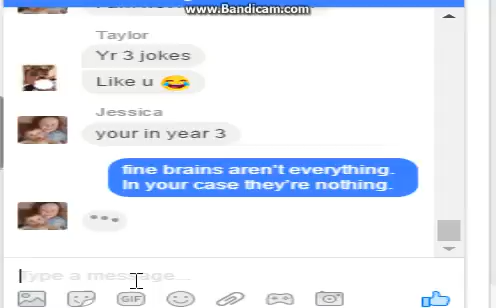 www.Bandicam.com
Taylor
Yr 3 jokes
Like u 😂
Jessica
your in year 3
fine brains aren't everything.
In your case they're nothing.
Type a message...
GIF